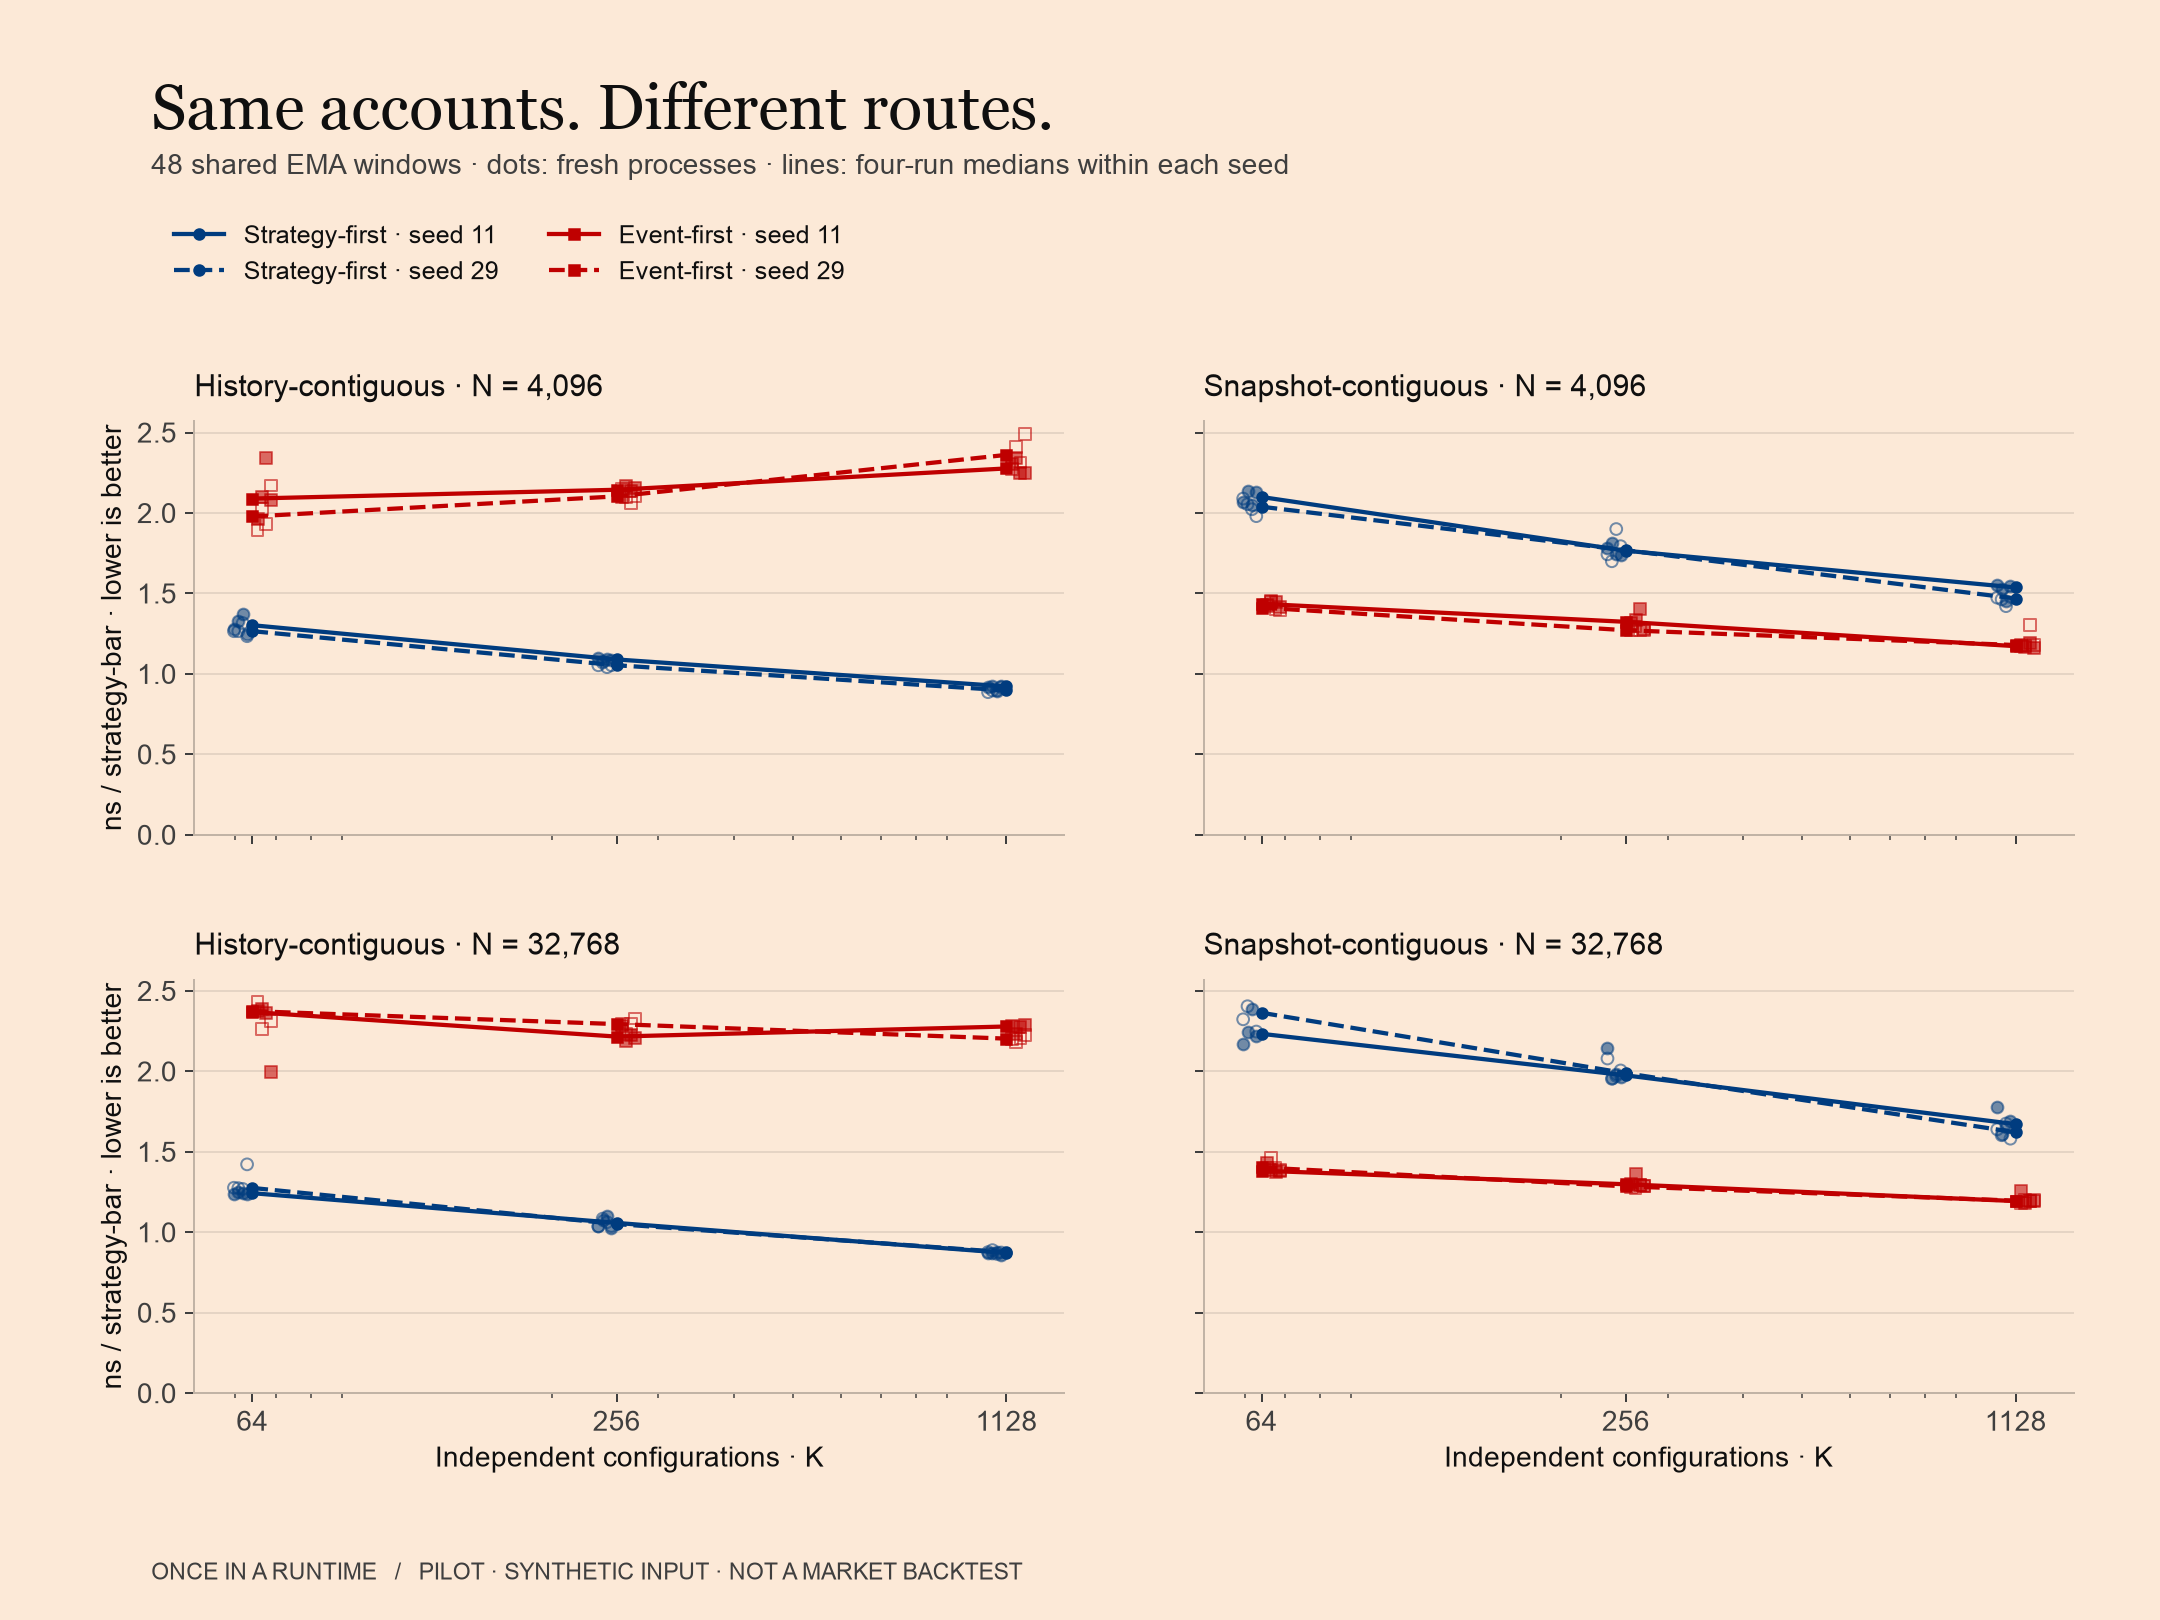 Same accounts. Different routes.
48 shared EMA windows · dots: fresh processes · lines: four-run medians within each seed
Strategy-first · seed 11
Event-first · seed 11
Strategy-first · seed 29
Event-first · seed 29
History-contiguous · N = 4,096
Snapshot-contiguous · N = 4,096
ns / strategy-bar · lower is better
2.5
2.0
1.5
1.0
0.5
0.0
History-contiguous · N = 32,768
Snapshot-contiguous · N = 32,768
ns / strategy-bar · lower is better
2.5
2.0
1.5
1.0
0.5
0.0
64
256
1128
64
256
1128
Independent configurations · K
Independent configurations · K
ONCE IN A RUNTIME / PILOT · SYNTHETIC INPUT · NOT A MARKET BACKTEST